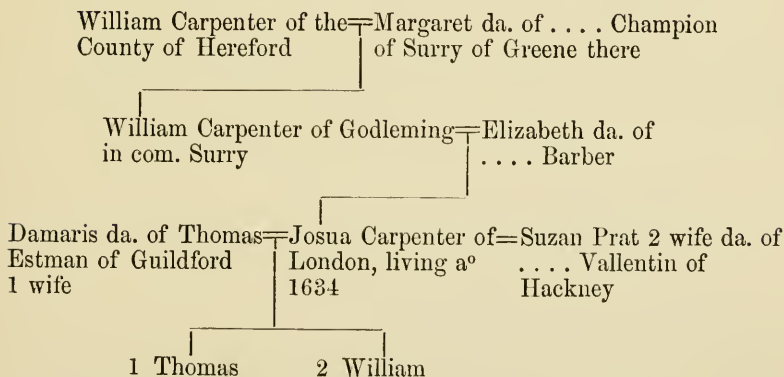 William Carpenter of the=Margaret da. of . . . . Champion
County of Hereford of Surry of Greene there
William Carpenter of Godleming=Elizabeth da. of
in com. Surry . . . . Barber
Damaris da. of Thomas=Josua Carpenter of=Suzan Prat 2 wife da. of
Estman of Guildford London, living aº . . . . Vallentin of
1 wife 1634 Hackney
1 Thomas 2 William